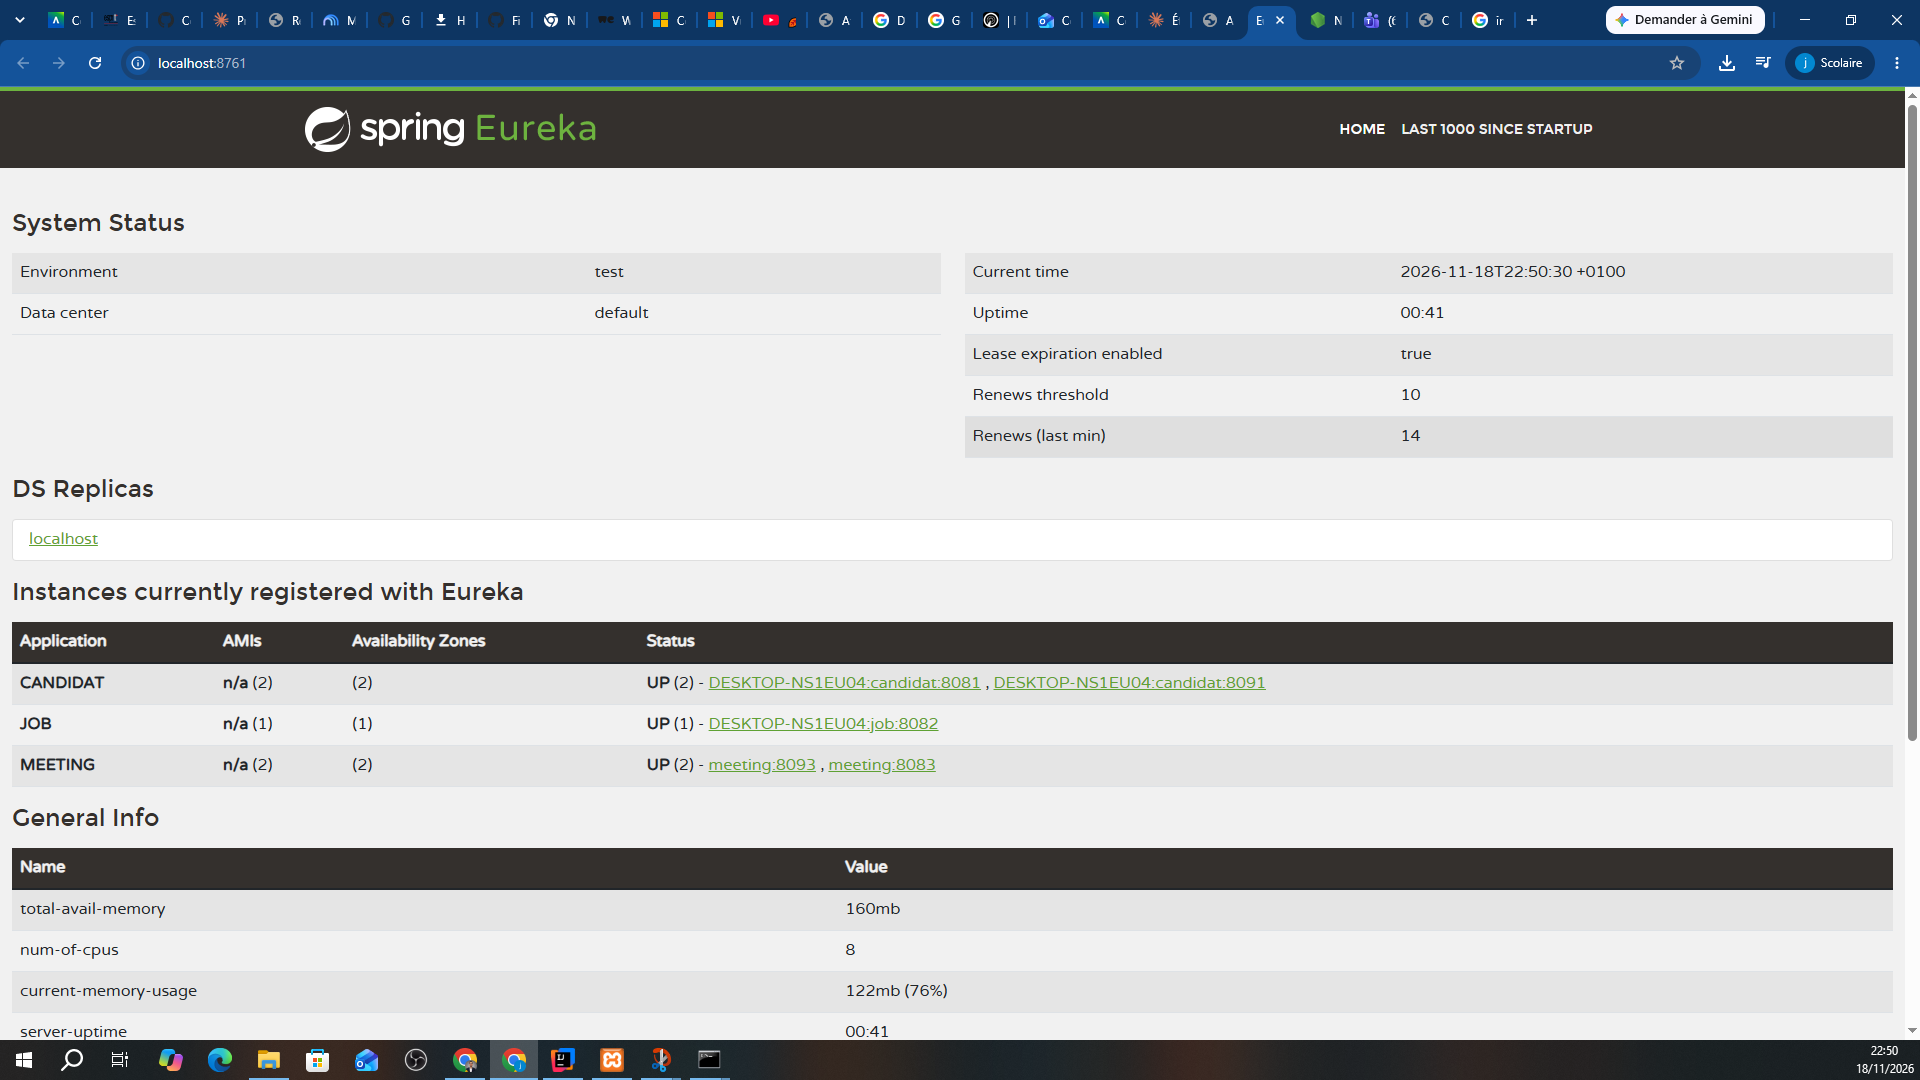 Demander à Gemini
localhost:8761
j Scolaire
spring Eureka
HOME LAST 1000 SINCE STARTUP
System Status
Environment test
Data center default
Current time 2026-11-18T22:50:30 +0100
Uptime 00:41
Lease expiration enabled true
Renews threshold 10
Renews (last min) 14
DS Replicas
localhost
Instances currently registered with Eureka
Application AMIs Availability Zones Status
CANDIDAT n/a (2) (2) UP (2) - DESKTOP-NS1EU04:candidat:8081 , DESKTOP-NS1EU04:candidat:8091
JOB n/a (1) (1) UP (1) - DESKTOP-NS1EU04:job:8082
MEETING n/a (2) (2) UP (2) - meeting:8093 , meeting:8083
General Info
Name Value
total-avail-memory 160mb
num-of-cpus 8
current-memory-usage 122mb (76%)
server-uptime 00:41
22:50
18/11/2026